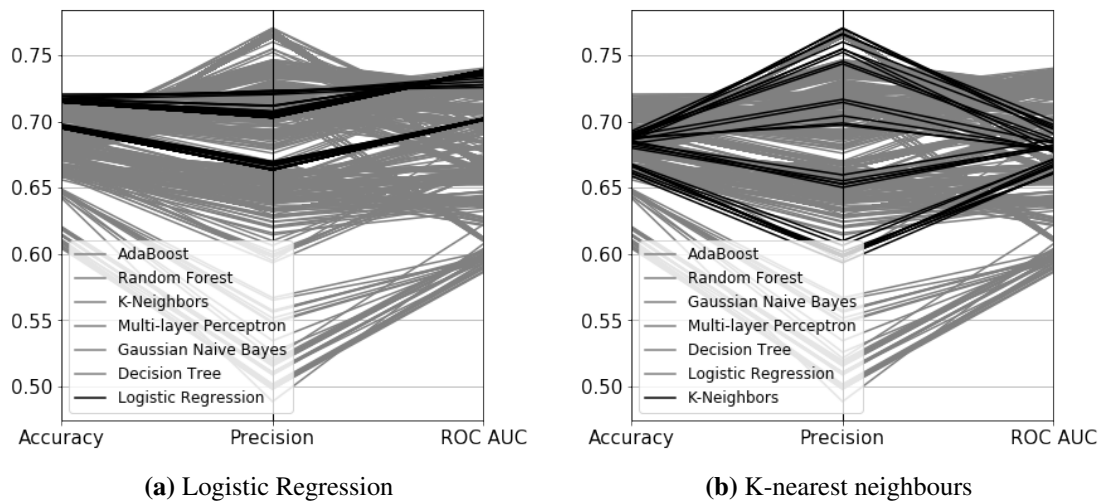 0.75
0.70
0.65
0.60
0.55
0.50
AdaBoost
Random Forest
K-Neighbors
Multi-layer Perceptron
Gaussian Naive Bayes
Decision Tree
Logistic Regression
Accuracy Precision ROC AUC
(a) Logistic Regression
0.75
0.70
0.65
0.60
0.55
0.50
AdaBoost
Random Forest
Gaussian Naive Bayes
Multi-layer Perceptron
Decision Tree
Logistic Regression
K-Neighbors
Accuracy Precision ROC AUC
(b) K-nearest neighbours